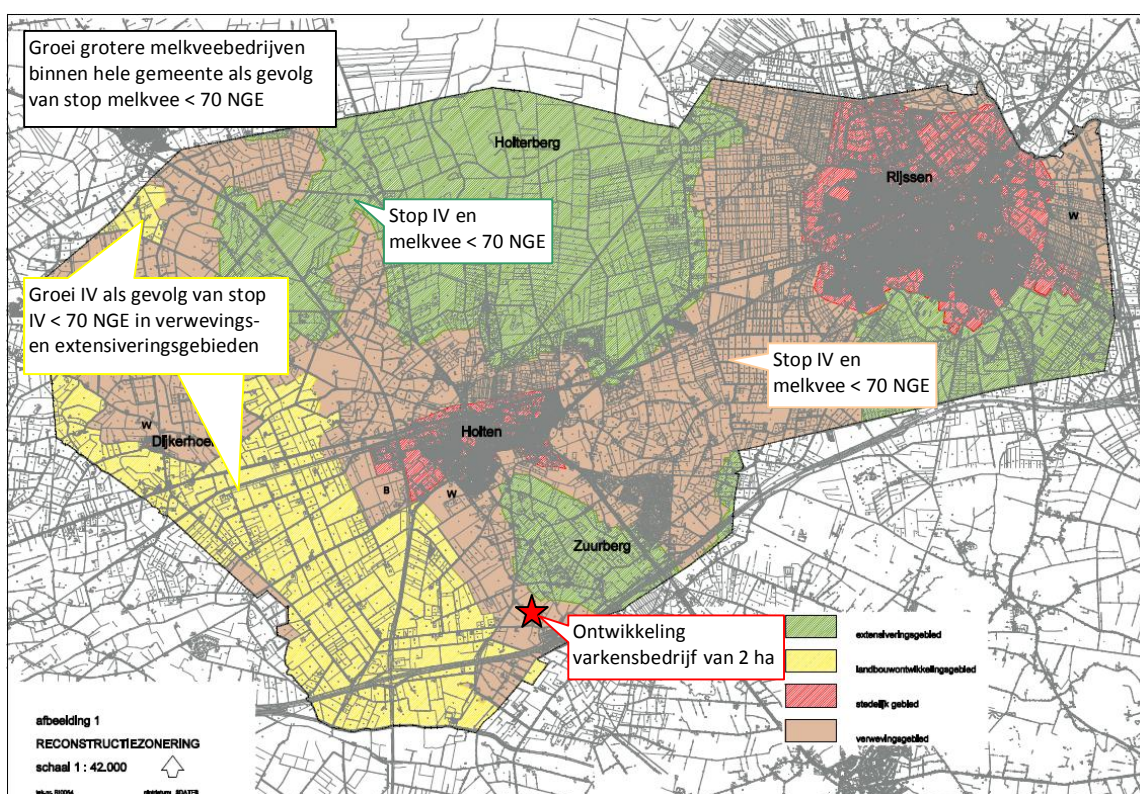 Groei grotere melkveebedrijven
binnen hele gemeente als gevolg
van stop melkvee < 70 NGE
Holterberg
Rijssen
Stop IV en
melkvee < 70 NGE
W
Groei IV als gevolg van stop
IV < 70 NGE in verwevings-
en extensiveringsgebieden
Stop IV en
melkvee < 70 NGE
W
Holten
B
W
Zuurberg
Ontwikkeling
varkensbedrijf van 2 ha
extensiveringsgebied
landbouwontwikkelingsgebied
stedelijk gebied
verwevingsgebied
afbeelding 1
RECONSTRUCTIEZONERING
schaal 1 : 42.000